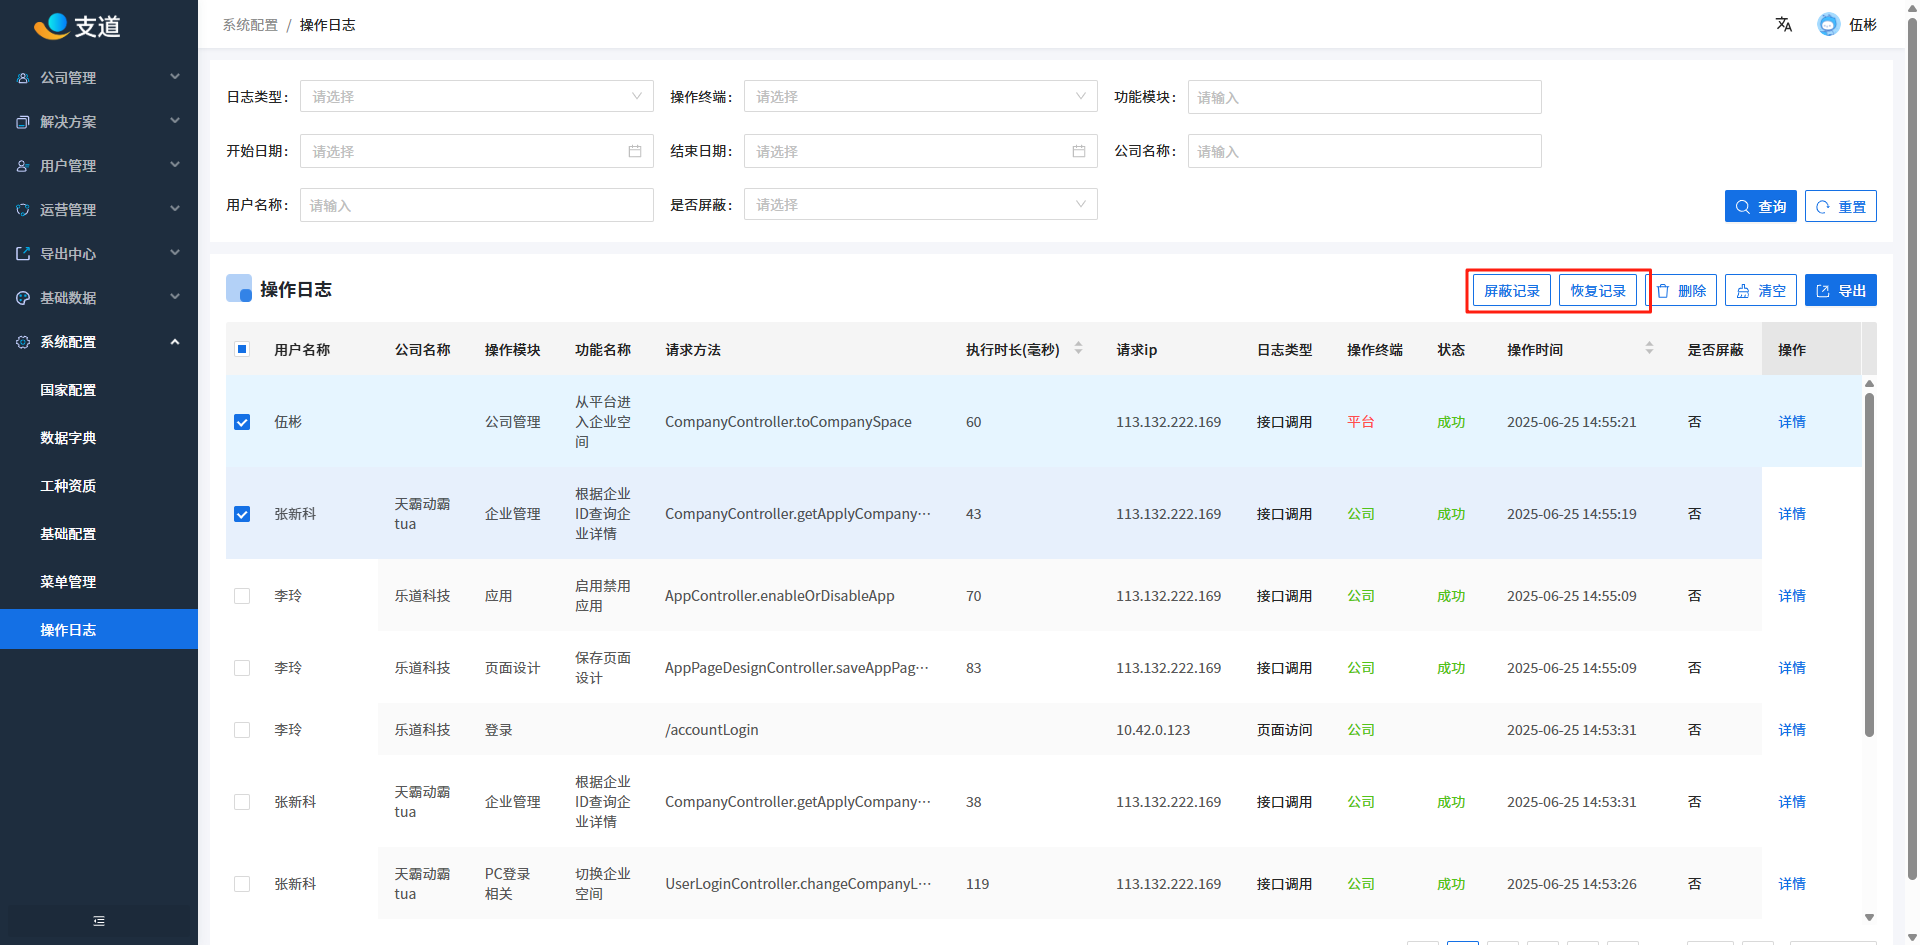 支道
系统配置 / 操作日志
伍彬
公司管理
解决方案
用户管理
运营管理
导出中心
基础数据
系统配置
国家配置
数据字典
工种资质
基础配置
菜单管理
操作日志
日志类型： 请选择 操作终端： 请选择 功能模块： 请输入
开始日期： 请选择 结束日期： 请选择 公司名称： 请输入
用户名称： 请输入 是否屏蔽： 请选择 查询 重置
操作日志 屏蔽记录 恢复记录 删除 清空 导出
用户名称 公司名称 操作模块 功能名称 请求方法 执行时长(毫秒) 请求ip 日志类型 操作终端 状态 操作时间 是否屏蔽 操作
伍彬 公司管理 从平台进入企业空间 CompanyController.toCompanySpace 60 113.132.222.169 接口调用 平台 成功 2025-06-25 14:55:21 否 详情
张新科 天霸动霸tua 企业管理 根据企业ID查询企业详情 CompanyController.getApplyCompany··· 43 113.132.222.169 接口调用 公司 成功 2025-06-25 14:55:19 否 详情
李玲 乐道科技 应用 启用禁用应用 AppController.enableOrDisableApp 70 113.132.222.169 接口调用 公司 成功 2025-06-25 14:55:09 否 详情
李玲 乐道科技 页面设计 保存页面设计 AppPageDesignController.saveAppPag··· 83 113.132.222.169 接口调用 公司 成功 2025-06-25 14:55:09 否 详情
李玲 乐道科技 登录 /accountLogin 10.42.0.123 页面访问 公司 2025-06-25 14:53:31 否 详情
张新科 天霸动霸tua 企业管理 根据企业ID查询企业详情 CompanyController.getApplyCompany··· 38 113.132.222.169 接口调用 公司 成功 2025-06-25 14:53:31 否 详情
张新科 天霸动霸tua PC登录相关 切换企业空间 UserLoginController.changeCompanyL··· 119 113.132.222.169 接口调用 公司 成功 2025-06-25 14:53:26 否 详情